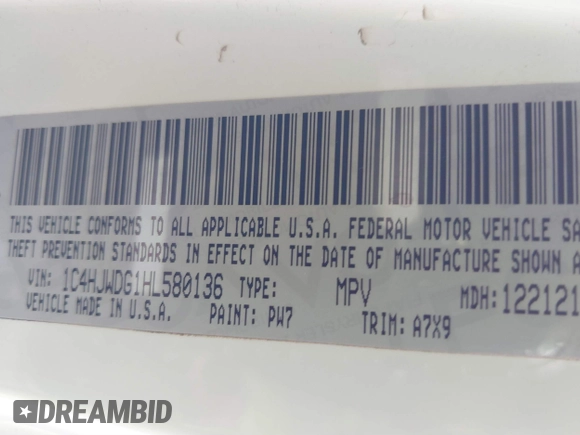 THIS VEHICLE CONFORMS TO ALL APPLICABLE U.S.A. FEDERAL MOTOR VEHICLE SA
THEFT PREVENTION STANDARDS IN EFFECT ON THE DATE OF MANUFACTURE SHOWN A
VIN: 1C4HJWDG1HL580136 TYPE: MPV MDH: 122121
VEHICLE MADE IN U.S.A. PAINT: PW7 TRIM: A7X9
DREAMBID